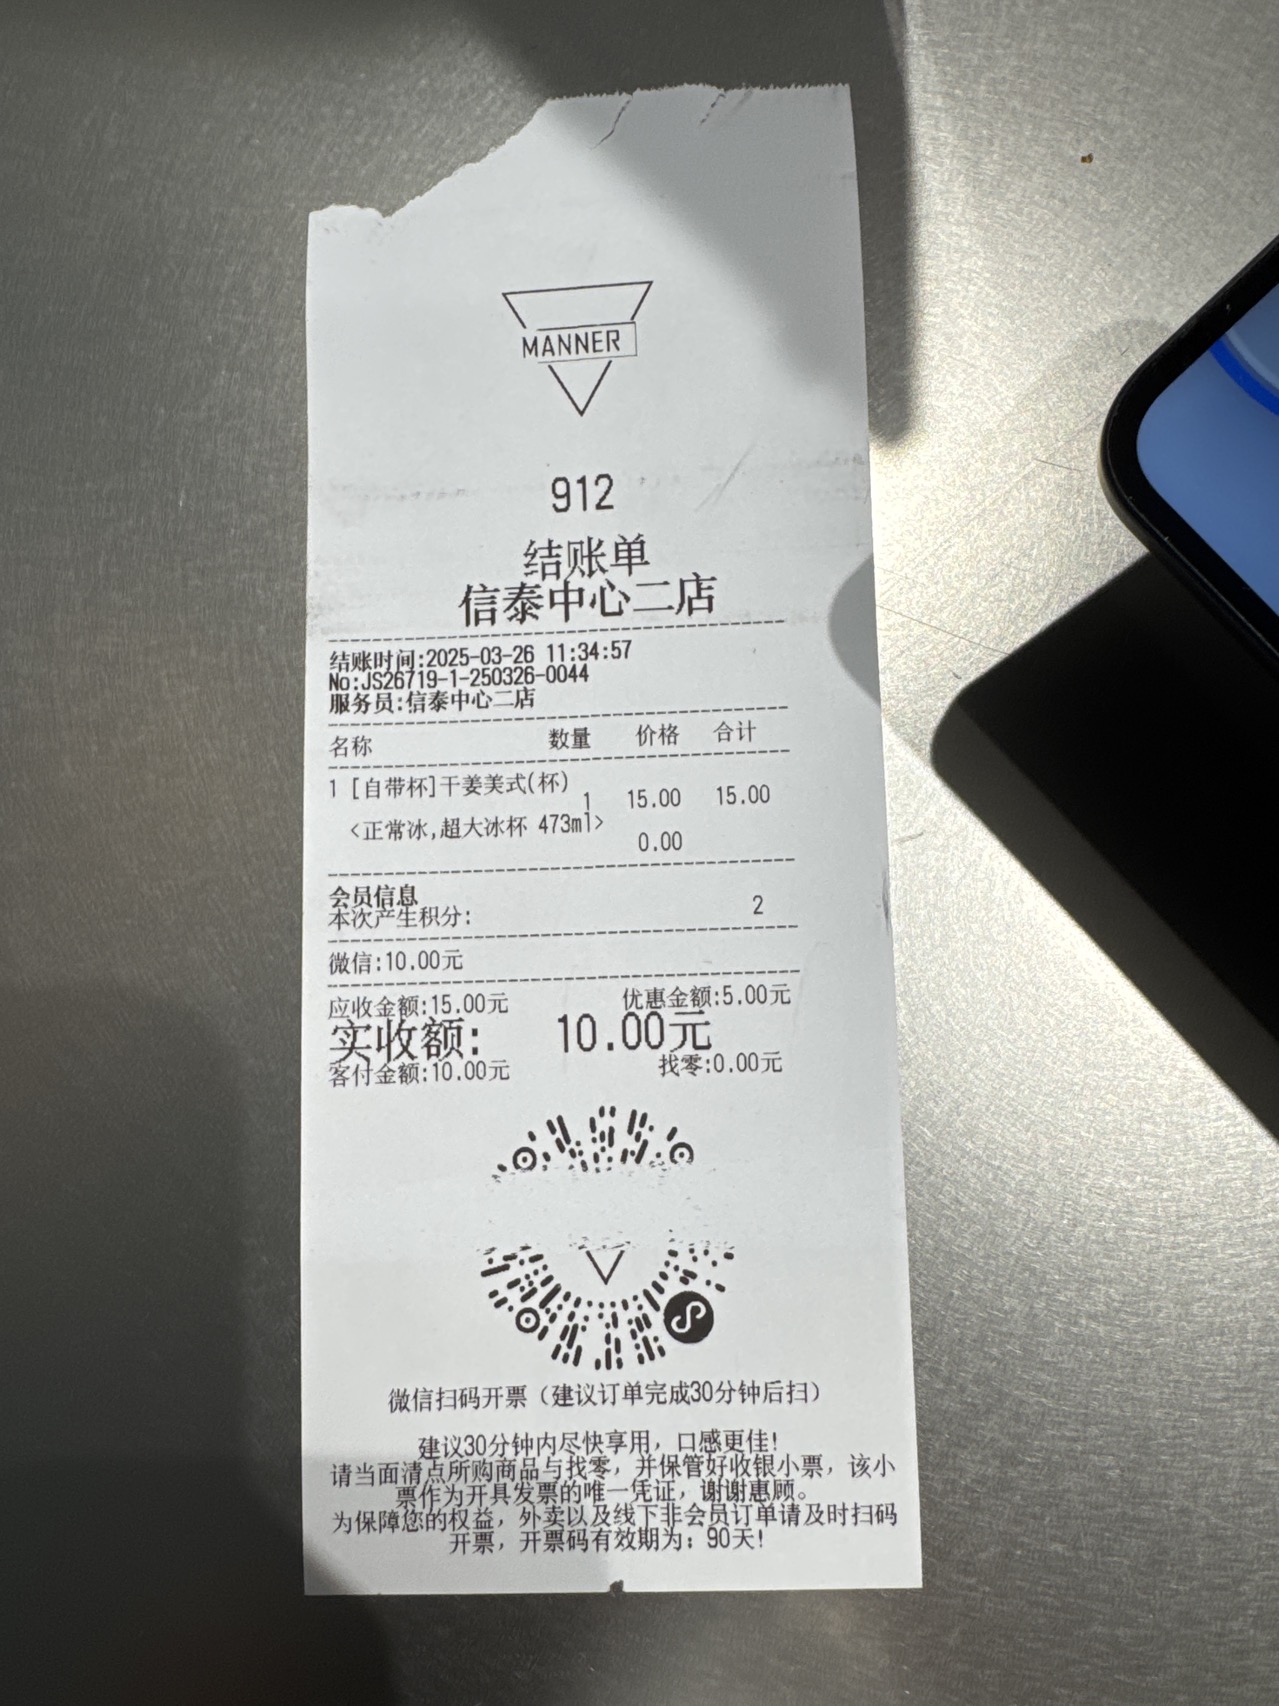 MANNER
912
结账单
信泰中心二店
结账时间:2025-03-26 11:34:57
No:JS26719-1-250326-0044
服务员:信泰中心二店
名称 数量 价格 合计
1 [自带杯]干姜美式(杯)
1 15.00 15.00
<正常冰,超大冰杯 473ml>
0.00
会员信息
本次产生积分: 2
微信:10.00元
应收金额:15.00元 优惠金额:5.00元
实收额: 10.00元
客付金额:10.00元 找零:0.00元
微信扫码开票（建议订单完成30分钟后扫）
建议30分钟内尽快享用，口感更佳！
请当面清点所购商品与找零，并保管好收银小票，该小
票作为开具发票的唯一凭证，谢谢惠顾。
为保障您的权益，外卖以及线下非会员订单请及时扫码
开票，开票码有效期为：90天！